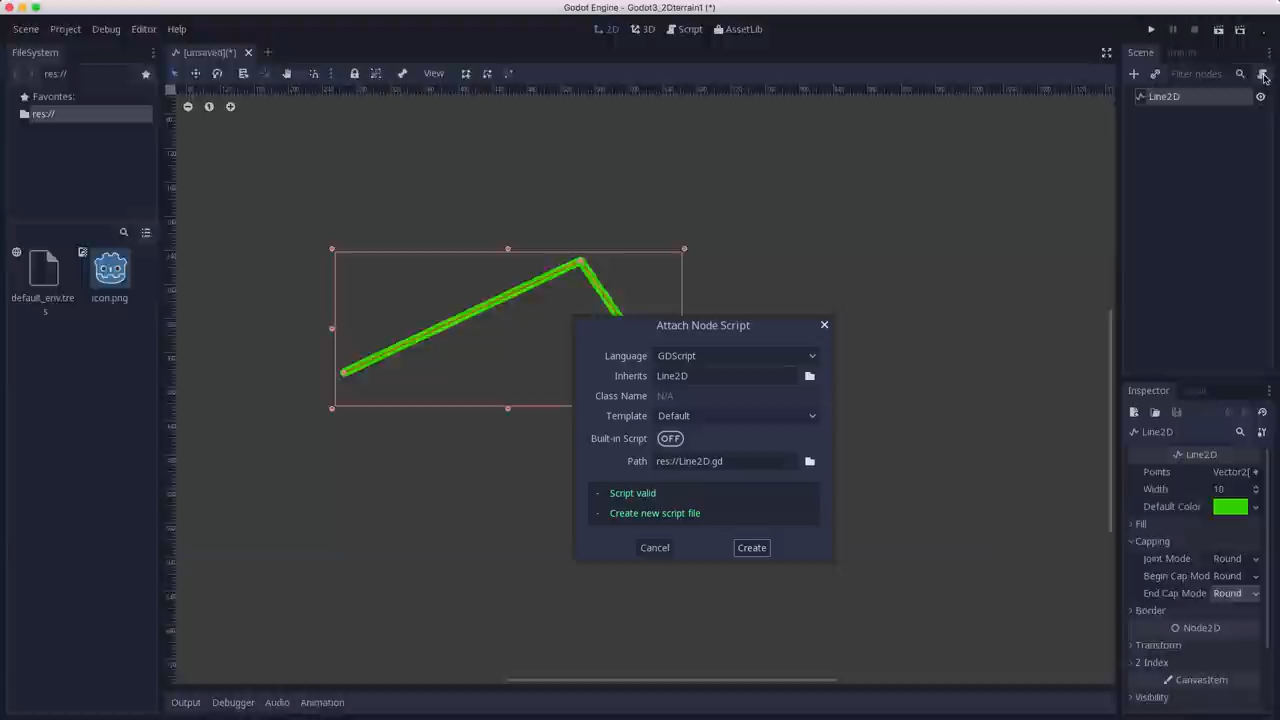 Godot Engine - Godot3_2Dterrain1 (*)
Scene Project Debug Editor Help
2D 3D Script AssetLib
FileSystem
[unsaved](*)
Scene
res://
View
Filter nodes
Favorites:
res://
Line2D
default_env.tres
icon.png
Attach Node Script
Language GDScript
Inherits Line2D
Class Name N/A
Template Default
Built-in Script OFF
Path res://Line2D.gd
- Script valid
- Create new script file
Cancel Create
Inspector
Line2D
Line2D
Points Vector2[
Width 10
Default Color
Fill
Capping
Joint Mode Round
Begin Cap Mod Round
End Cap Mode Round
Border
Node2D
Transform
Z Index
CanvasItem
Visibility
Output Debugger Audio Animation